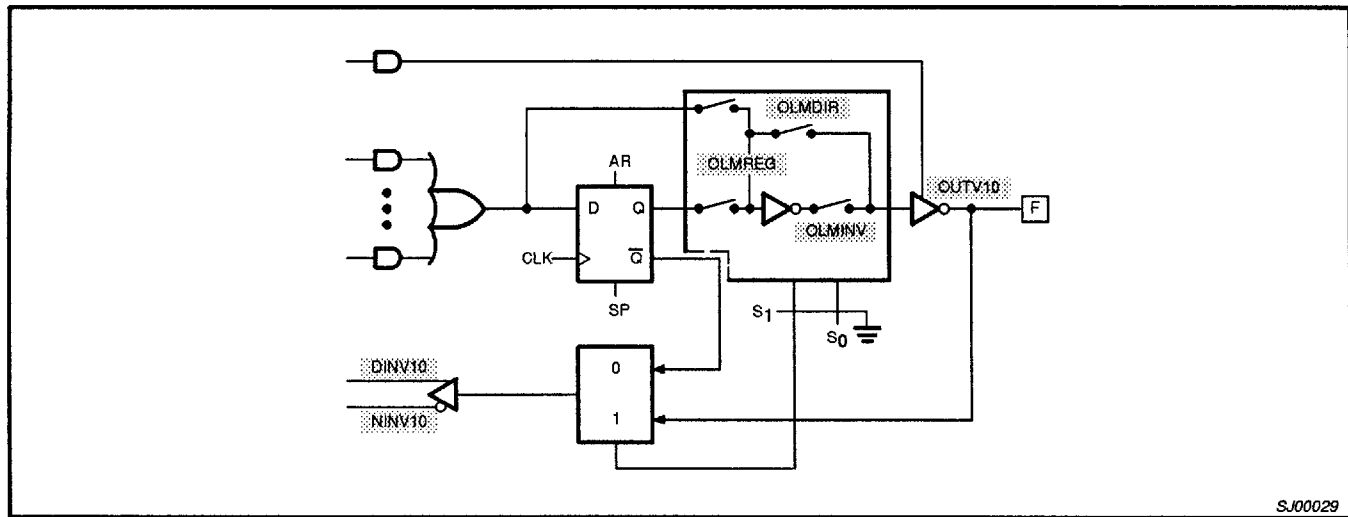 OLMDIR
OLMREG
AR
OUTV10
D Q
F
OLMINV
CLK Q
SP
S1
S0
DINV10
0
1
NINV10
SJ00029